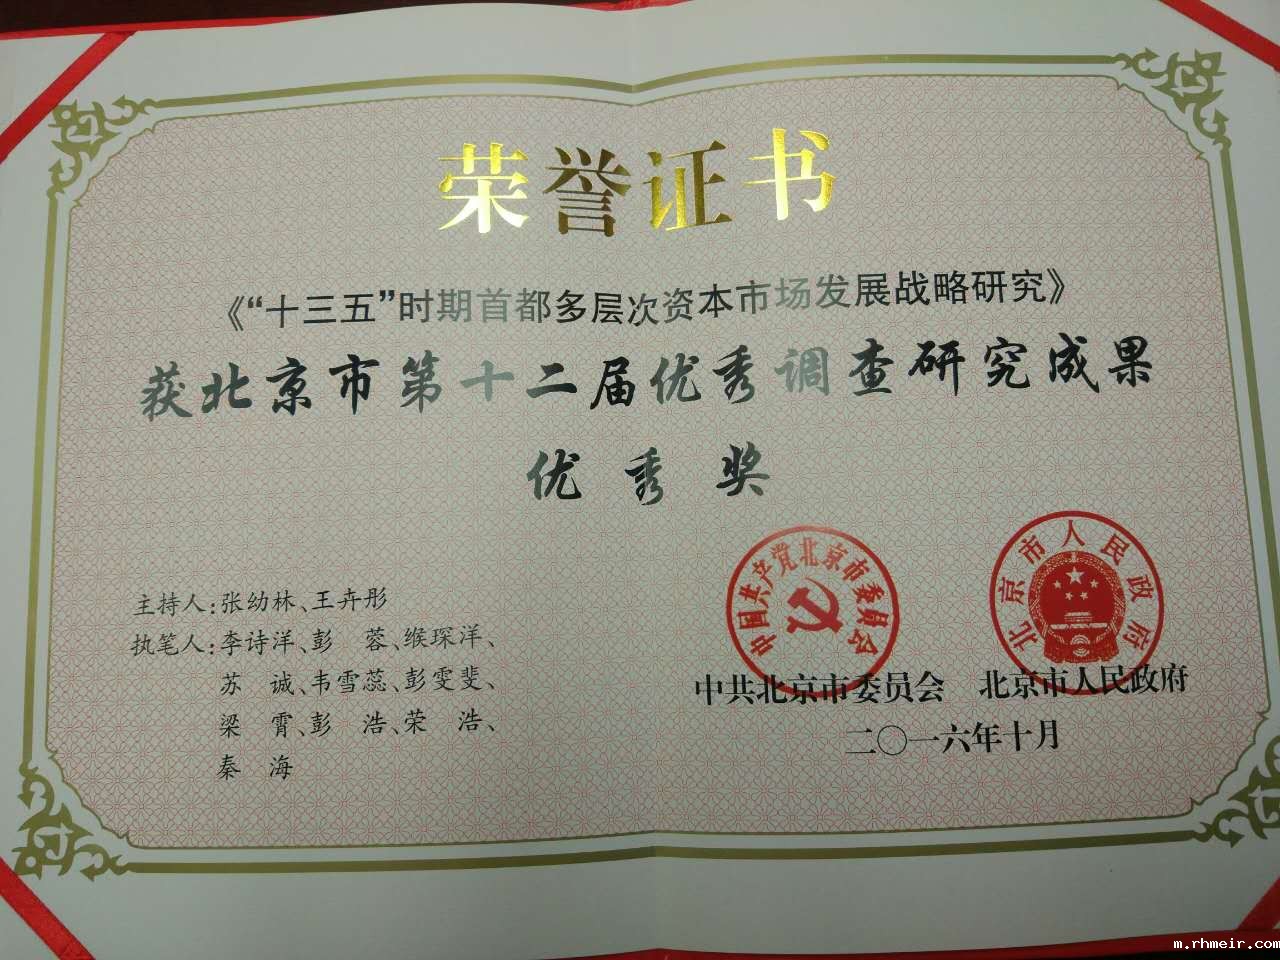 荣誉证书
《“十三五”时期首都多层次资本市场发展战略研究》
获北京市第十二届优秀调查研究成果
优秀奖
主持人：张幼林、王卉彤
执笔人：李诗洋、彭 蓉、缑琛洋、
苏 诚、韦雪蕊、彭雯斐、
梁 霄、彭 浩、荣 浩、
秦 海
中国共产党北京市委员会
北京市人民政府
中共北京市委员会 北京市人民政府
二〇一六年十月
m.rhmeir.com